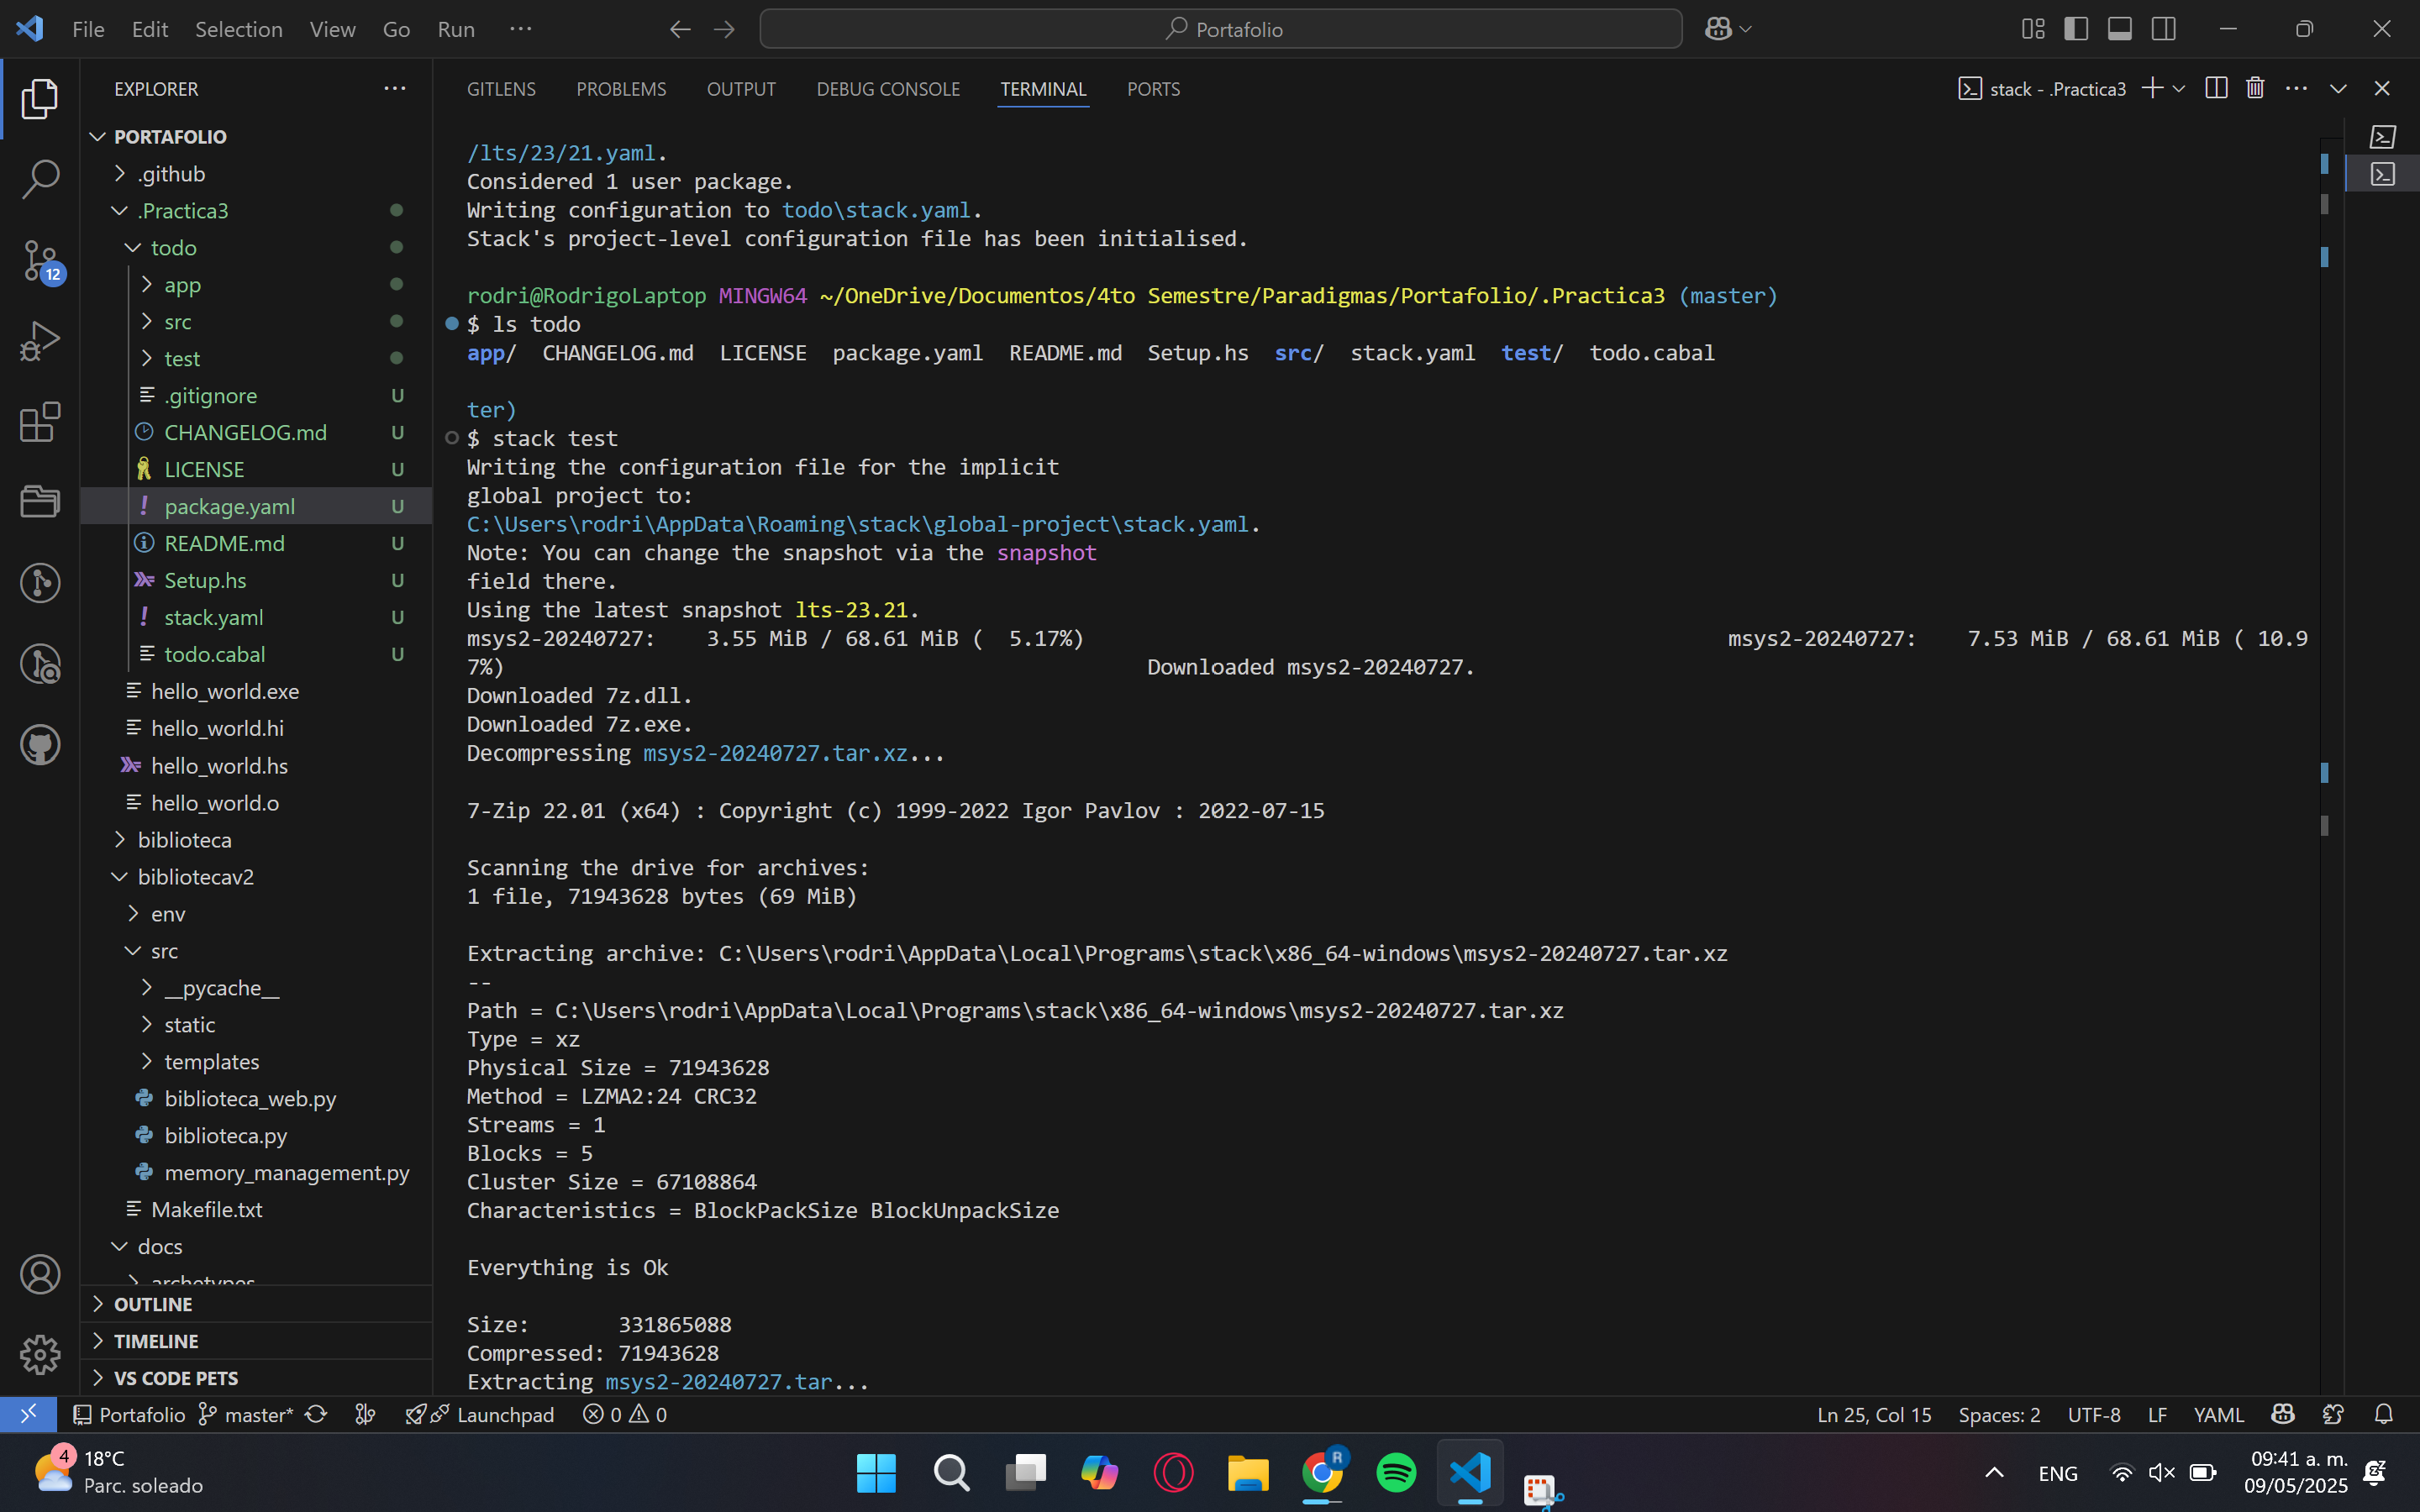 File Edit Selection View Go Run ···
Portafolio
EXPLORER ···
PORTAFOLIO
.github
.Practica3
todo
app
src
test
.gitignore U
CHANGELOG.md U
LICENSE U
package.yaml U
README.md U
Setup.hs U
stack.yaml U
todo.cabal U
hello_world.exe
hello_world.hi
hello_world.hs
hello_world.o
biblioteca
bibliotecav2
env
src
__pycache__
static
templates
biblioteca_web.py
biblioteca.py
memory_management.py
Makefile.txt
docs
archetypes
OUTLINE
TIMELINE
VS CODE PETS
12
GITLENS PROBLEMS OUTPUT DEBUG CONSOLE TERMINAL PORTS
stack - .Practica3
/lts/23/21.yaml.
Considered 1 user package.
Writing configuration to todo\stack.yaml.
Stack's project-level configuration file has been initialised.
rodri@RodrigoLaptop MINGW64 ~/OneDrive/Documentos/4to Semestre/Paradigmas/Portafolio/.Practica3 (master)
$ ls todo
app/  CHANGELOG.md  LICENSE  package.yaml  README.md  Setup.hs  src/  stack.yaml  test/  todo.cabal
ter)
$ stack test
Writing the configuration file for the implicit
global project to:
C:\Users\rodri\AppData\Roaming\stack\global-project\stack.yaml.
Note: You can change the snapshot via the snapshot
field there.
Using the latest snapshot lts-23.21.
msys2-20240727:    3.55 MiB / 68.61 MiB (  5.17%) msys2-20240727:    7.53 MiB / 68.61 MiB ( 10.9
7%) Downloaded msys2-20240727.
Downloaded 7z.dll.
Downloaded 7z.exe.
Decompressing msys2-20240727.tar.xz...
7-Zip 22.01 (x64) : Copyright (c) 1999-2022 Igor Pavlov : 2022-07-15
Scanning the drive for archives:
1 file, 71943628 bytes (69 MiB)
Extracting archive: C:\Users\rodri\AppData\Local\Programs\stack\x86_64-windows\msys2-20240727.tar.xz
--
Path = C:\Users\rodri\AppData\Local\Programs\stack\x86_64-windows\msys2-20240727.tar.xz
Type = xz
Physical Size = 71943628
Method = LZMA2:24 CRC32
Streams = 1
Blocks = 5
Cluster Size = 67108864
Characteristics = BlockPackSize BlockUnpackSize
Everything is Ok
Size:       331865088
Compressed: 71943628
Extracting msys2-20240727.tar...
Portafolio master* Launchpad 0 0
Ln 25, Col 15 Spaces: 2 UTF-8 LF YAML
4
18°C
Parc. soleado
R
ENG
09:41 a. m.
09/05/2025